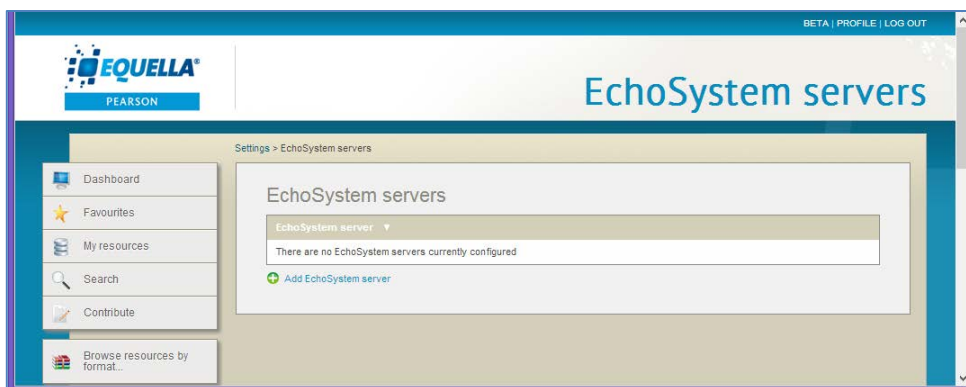 BETA | PROFILE | LOG OUT
EQUELLA®
PEARSON
EchoSystem servers
Settings > EchoSystem servers
Dashboard
Favourites
My resources
Search
Contribute
Browse resources by
format...
EchoSystem servers
EchoSystem server
There are no EchoSystem servers currently configured
Add EchoSystem server